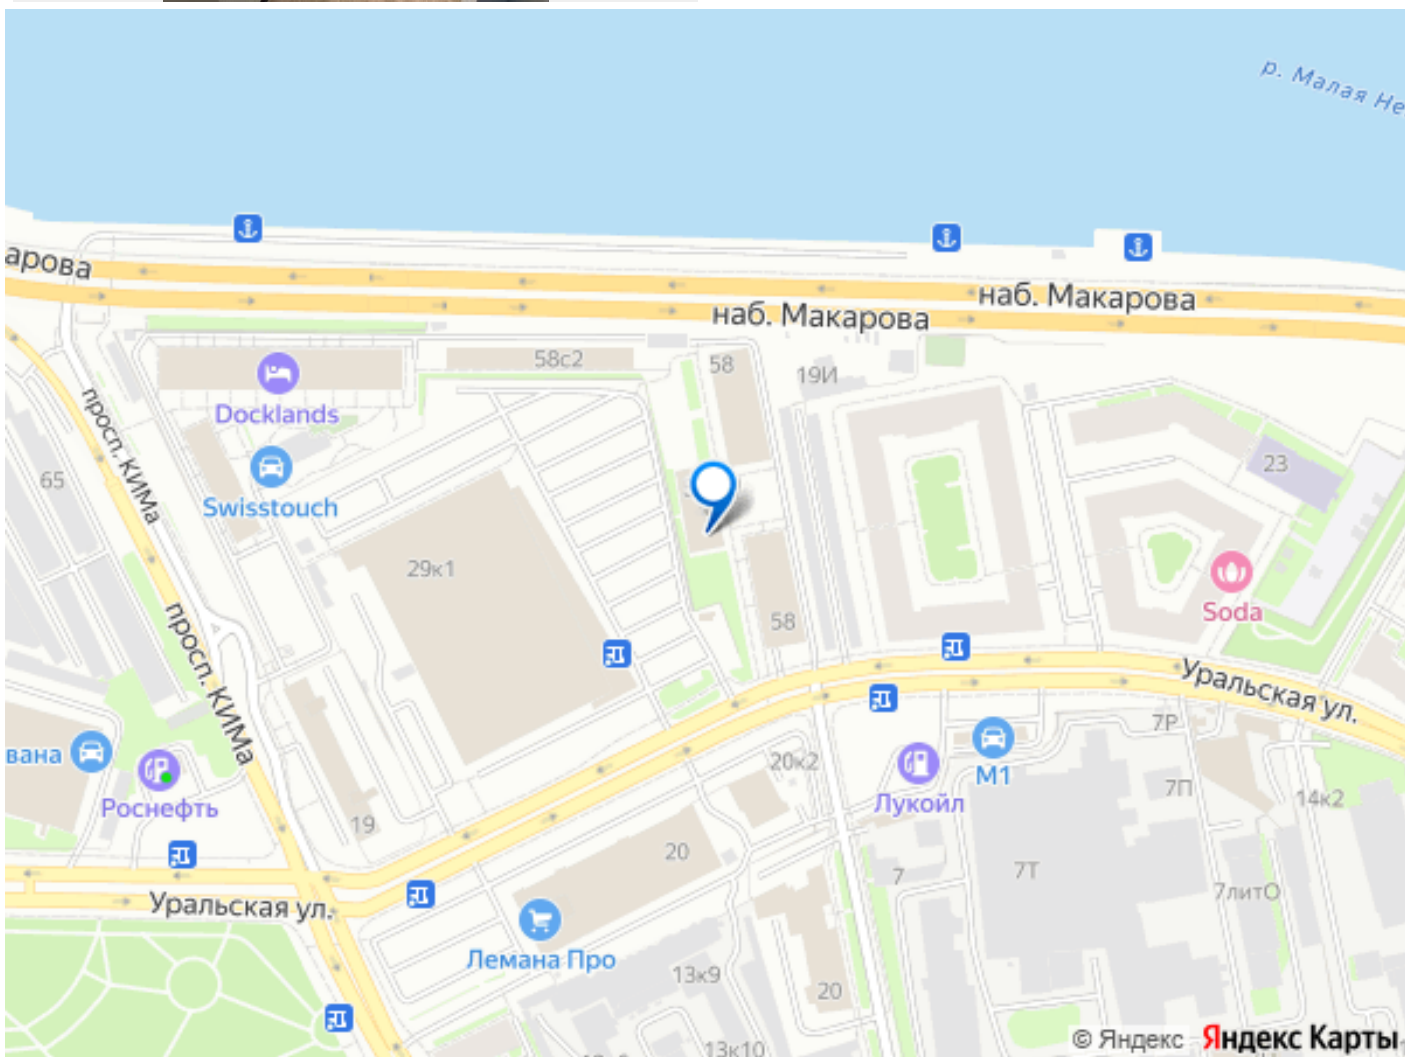 р. Малая Не
арова
наб. Макарова
наб. Макарова
58с2
58
19И
Docklands
просп. КИМа
65
23
Swisstouch
29к1
Soda
58
просп. КИМа
Уральская ул.
7Р
вана
20к2
М1
7П
Роснефть
Лукойл
14к2
19
20
7
7Т
7литО
Уральская ул.
Лемана Про
13к9
20
© Яндекс Яндекс Карты
13к10